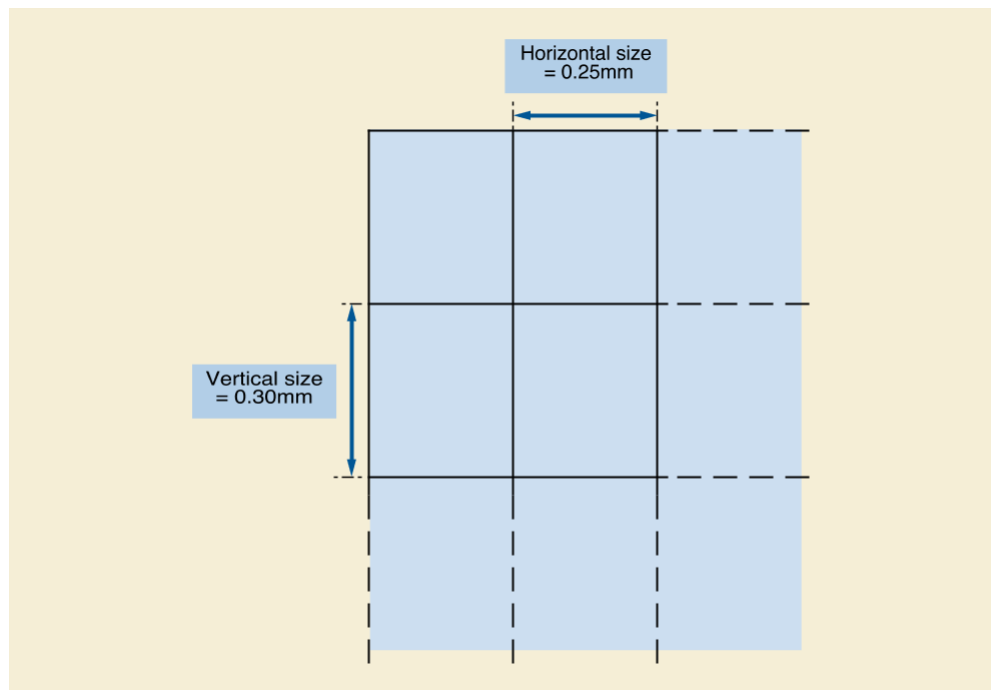 Horizontal size
= 0.25mm
Vertical size
= 0.30mm